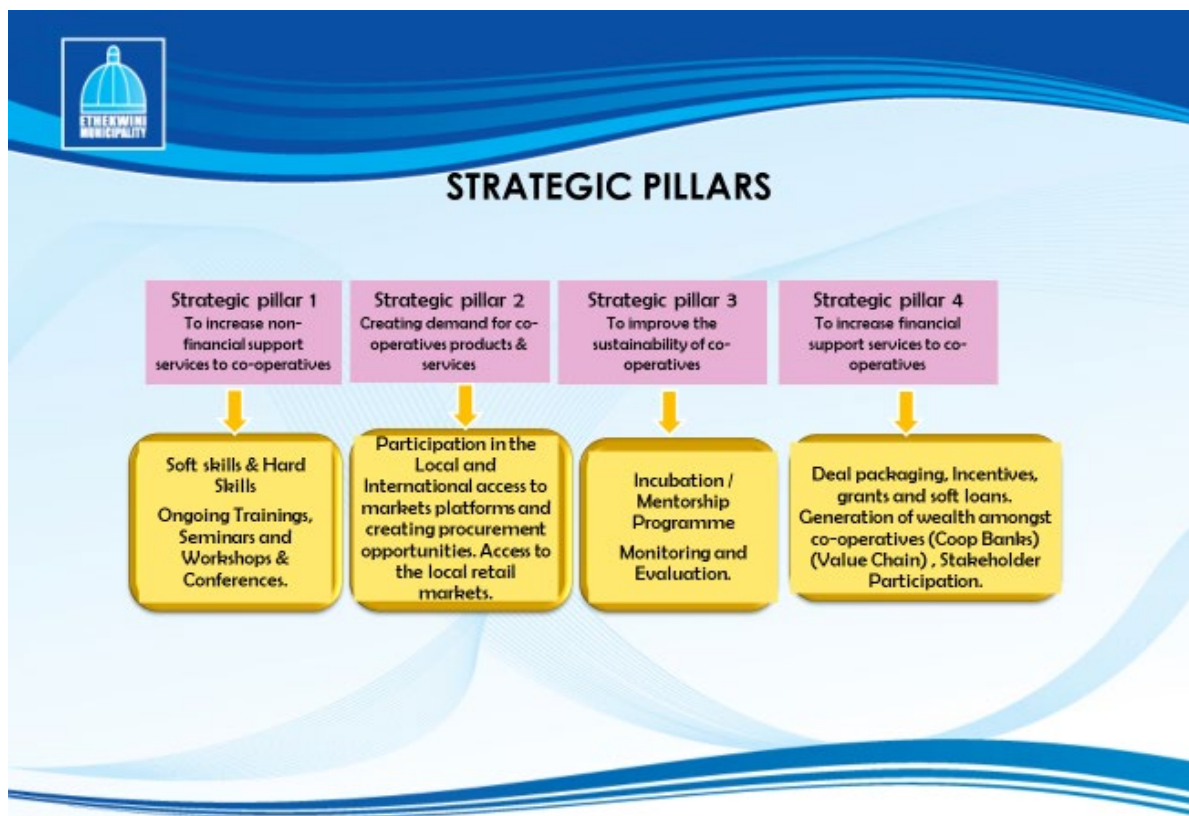 ETHEKWINI
MUNICIPALITY
STRATEGIC PILLARS
Strategic pillar 1
To increase non-
financial support
services to co-operatives
Strategic pillar 2
Creating demand for co-
operatives products &
services
Strategic pillar 3
To improve the
sustainability of co-
operatives
Strategic pillar 4
To increase financial
support services to co-
operatives
Soft skills & Hard
Skills
Ongoing Trainings,
Seminars and
Workshops &
Conferences.
Participation in the
Local and
International access to
markets platforms and
creating procurement
opportunities. Access to
the local retail
markets.
Incubation /
Mentorship
Programme
Monitoring and
Evaluation.
Deal packaging, Incentives,
grants and soft loans.
Generation of wealth amongst
co-operatives (Coop Banks)
(Value Chain) , Stakeholder
Participation.